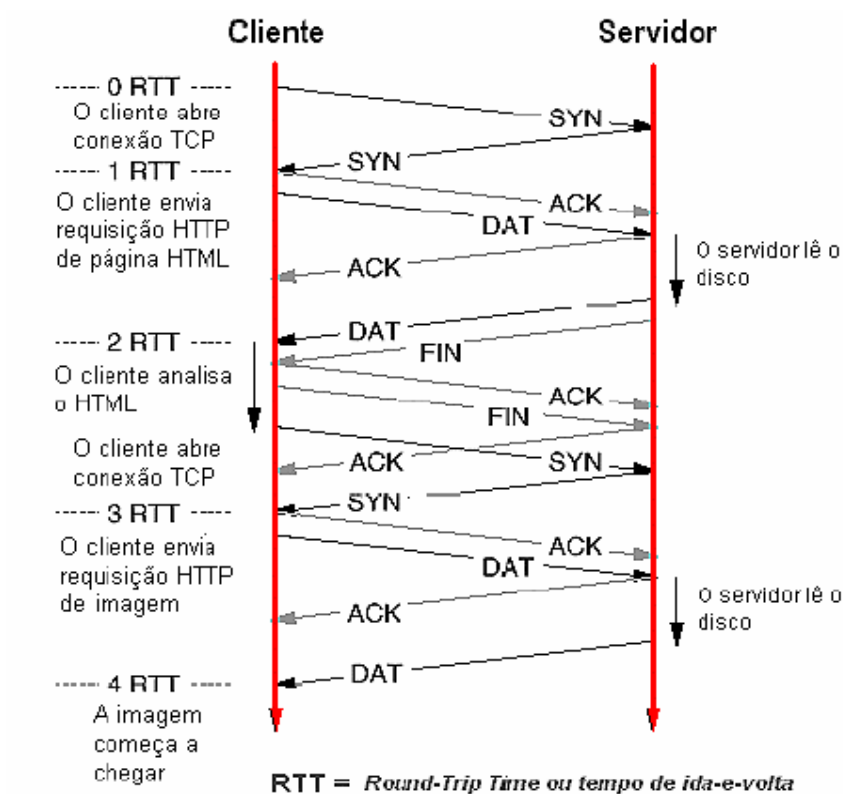 Cliente
Servidor
0 RTT
O cliente abre
conexão TCP
SYN
SYN
1 RTT
ACK
O cliente envia
requisição HTTP
de página HTML
DAT
ACK
O servidor lê o
disco
DAT
2 RTT
FIN
O cliente analisa
o HTML
ACK
FIN
O cliente abre
conexão TCP
ACK
SYN
SYN
3 RTT
ACK
O cliente envia
requisição HTTP
de imagem
DAT
ACK
O servidor lê o
disco
DAT
4 RTT
A imagem
começa a
chegar
RTT = Round-Trip Time ou tempo de ida-e-volta